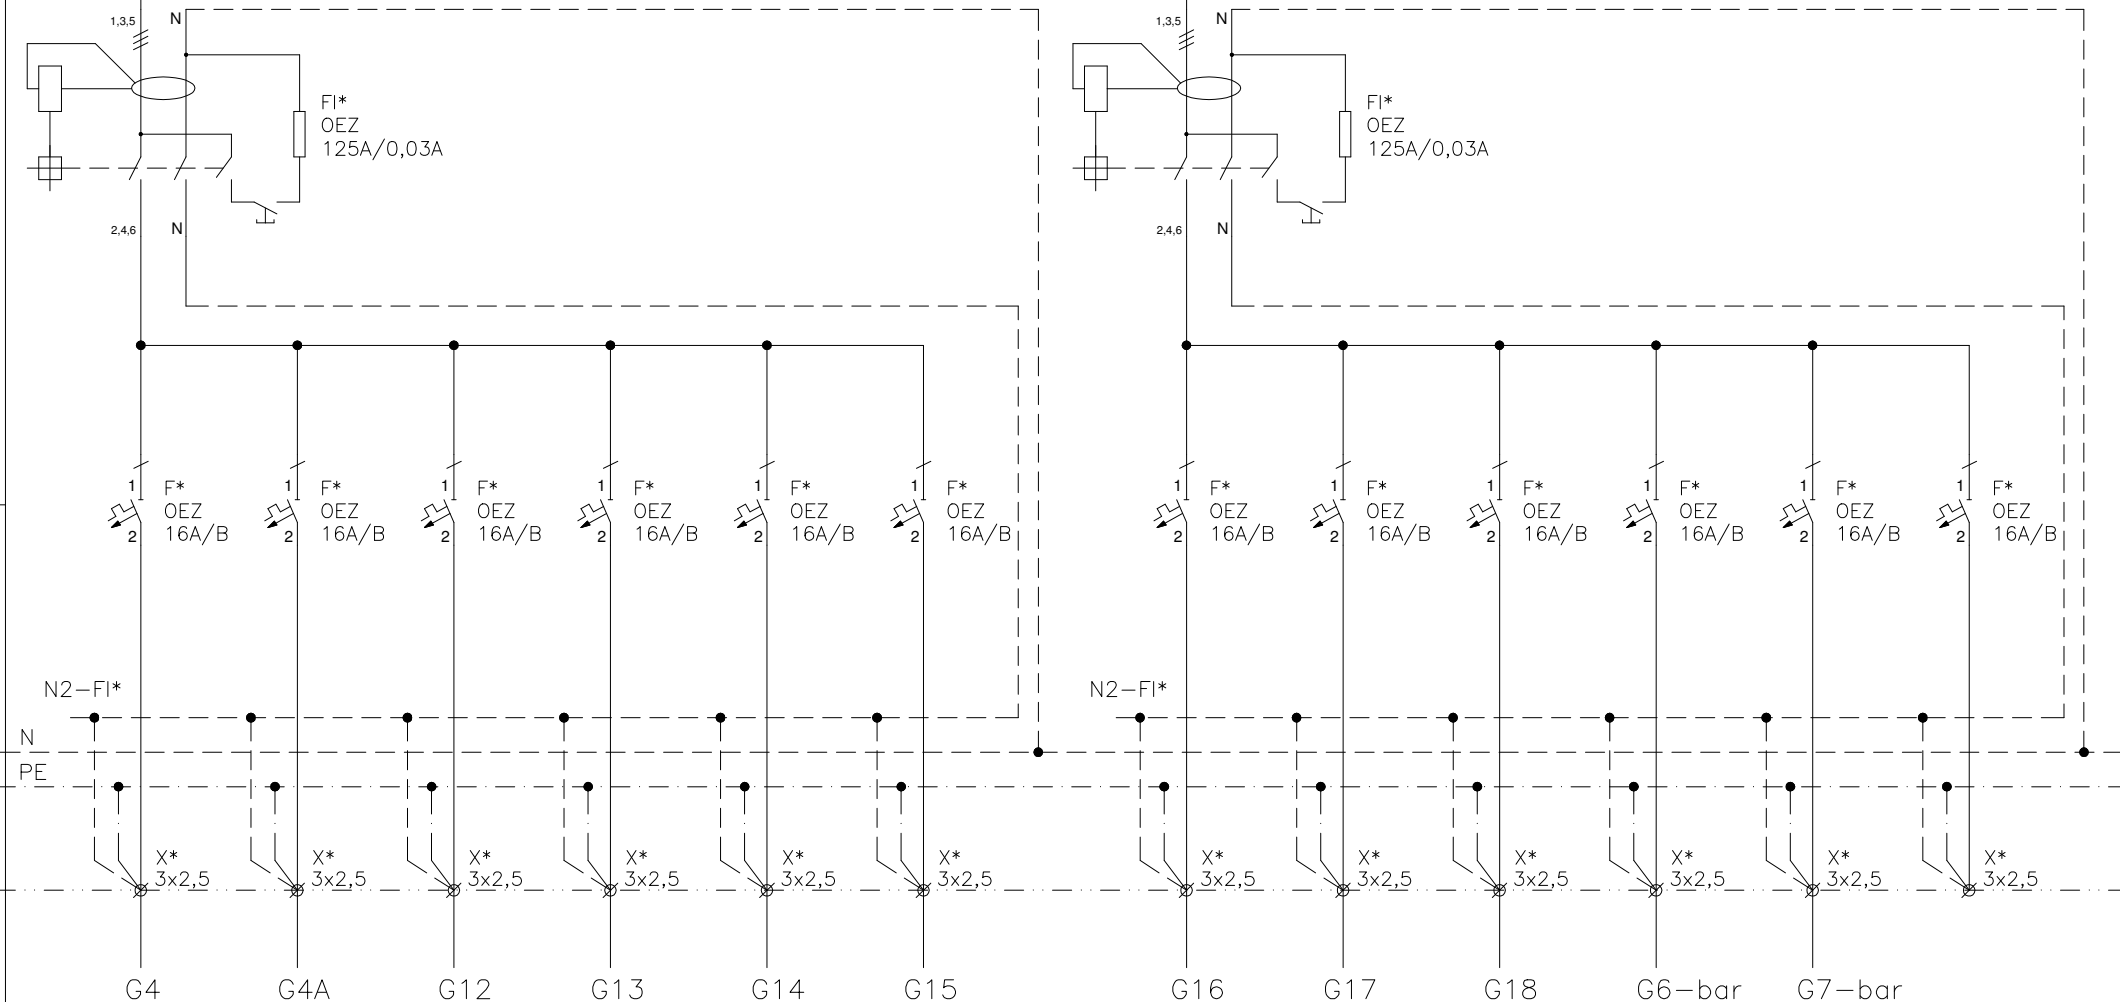 1,3,5 N 1,3,5 N
FI* FI*
OEZ OEZ
125A/0,03A 125A/0,03A
2,4,6 N 2,4,6 N
1 F* 1 F* 1 F* 1 F* 1 F* 1 F* 1 F* 1 F* 1 F* 1 F* 1 F* 1 F*
OEZ OEZ OEZ OEZ OEZ OEZ OEZ OEZ OEZ OEZ OEZ OEZ
2 16A/B 2 16A/B 2 16A/B 2 16A/B 2 16A/B 2 16A/B 2 16A/B 2 16A/B 2 16A/B 2 16A/B 2 16A/B 2 16A/B
N2-FI* N2-FI*
N
PE
X* X* X* X* X* X* X* X* X* X* X* X*
3x2,5 3x2,5 3x2,5 3x2,5 3x2,5 3x2,5 3x2,5 3x2,5 3x2,5 3x2,5 3x2,5 3x2,5
G4 G4A G12 G13 G14 G15 G16 G17 G18 G6-bar G7-bar